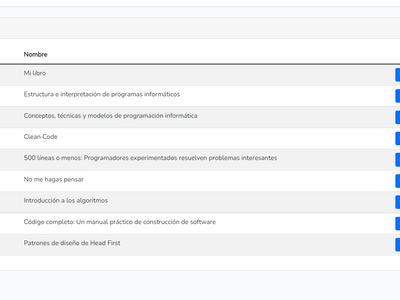 Nombre
Mi libro
Estructura e interpretación de programas informáticos
Conceptos, técnicas y modelos de programación informática
Clean Code
500 líneas o menos: Programadores experimentados resuelven problemas interesantes
No me hagas pensar
Introducción a los algoritmos
Código completo: Un manual práctico de construcción de software
Patrones de diseño de Head First